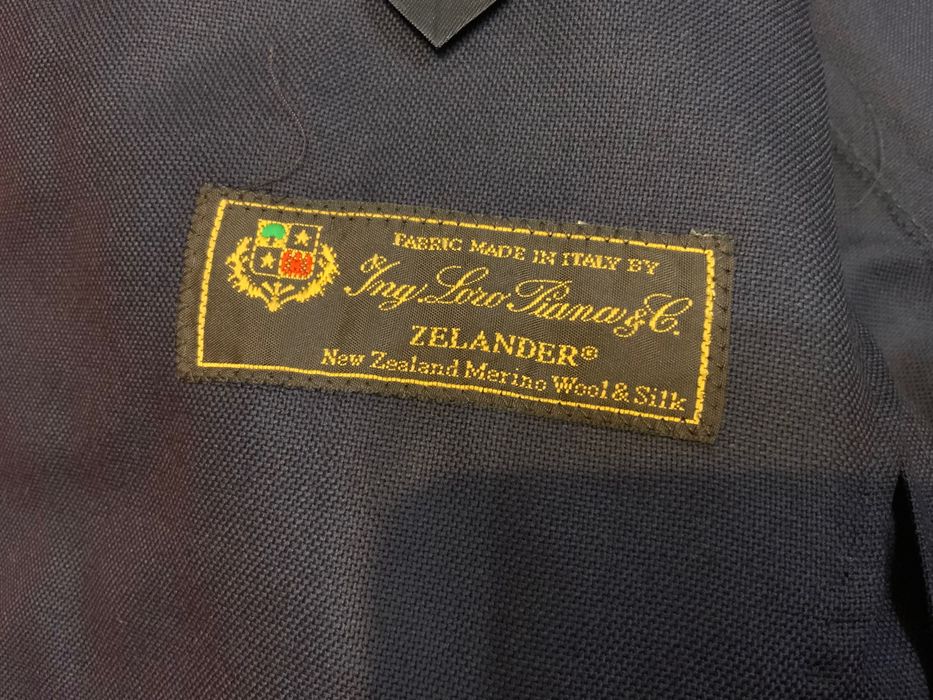 FABRIC MADE IN ITALY BY
Ing. Loro Piana & C.
ZELANDER®
New Zealand Merino Wool & Silk